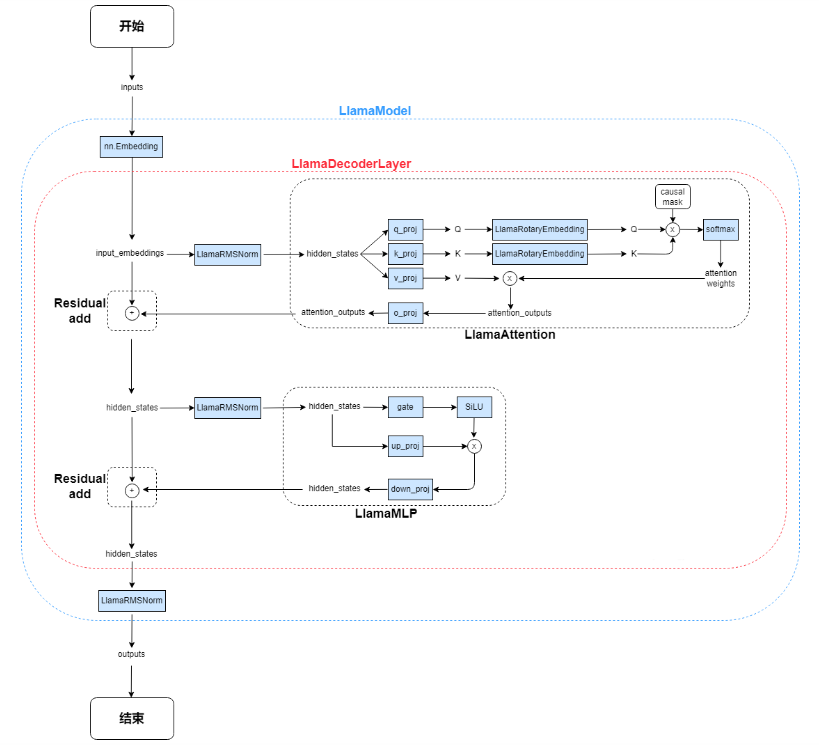 开始
inputs
LlamaModel
nn.Embedding
LlamaDecoderLayer
causal
mask
q_proj
Q
LlamaRotaryEmbedding
Q
x
softmax
input_embeddings
LlamaRMSNorm
hidden_states
k_proj
K
LlamaRotaryEmbedding
K
v_proj
V
x
attention
weights
Residual
add
+
attention_outputs
o_proj
attention_outputs
LlamaAttention
hidden_states
LlamaRMSNorm
hidden_states
gate
SiLU
up_proj
x
Residual
add
+
hidden_states
down_proj
LlamaMLP
hidden_states
LlamaRMSNorm
outputs
结束